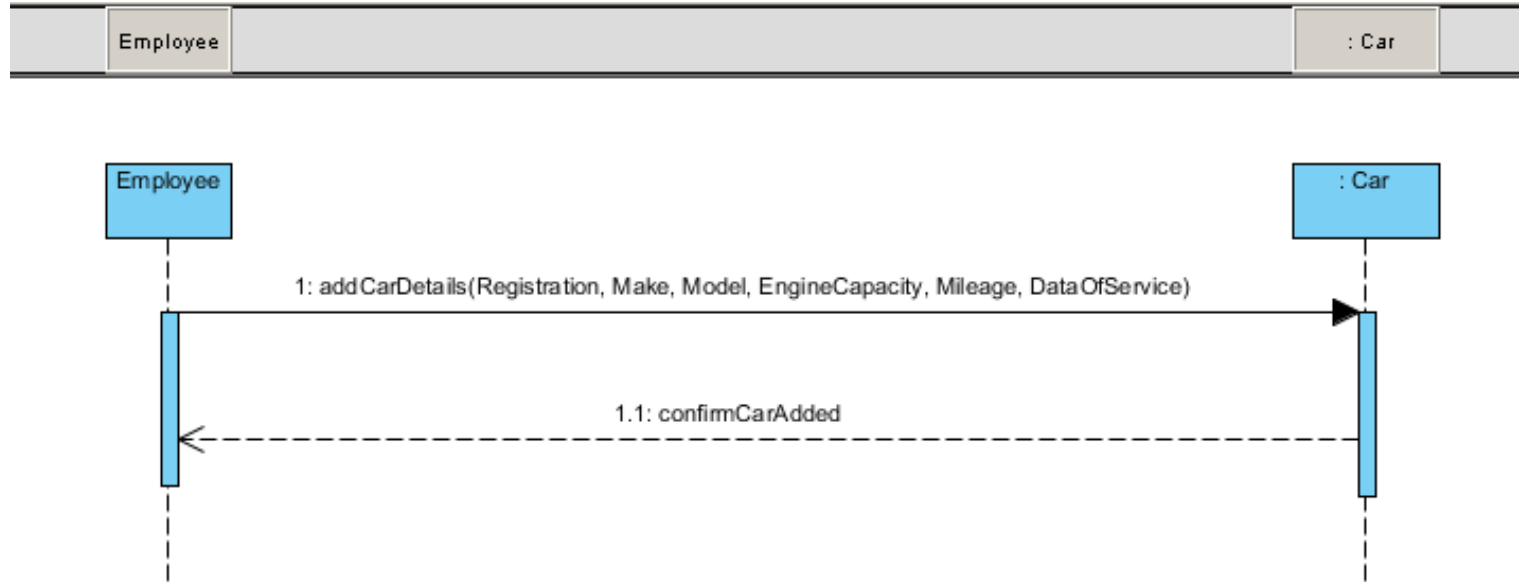 Employee
: Car
Employee
: Car
1: addCarDetails(Registration, Make, Model, EngineCapacity, Mileage, DataOfService)
1.1: confirmCarAdded